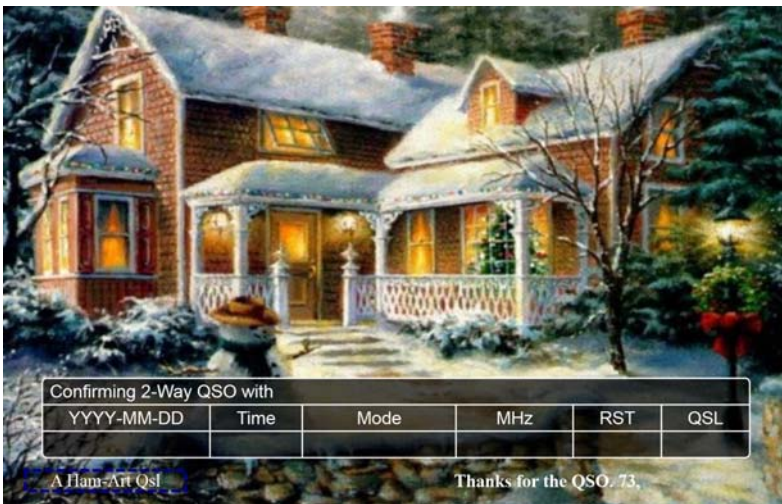 Confirming 2-Way QSO with
YYYY-MM-DD Time Mode MHz RST QSL
A Ham-Art Qsl Thanks for the QSO. 73,